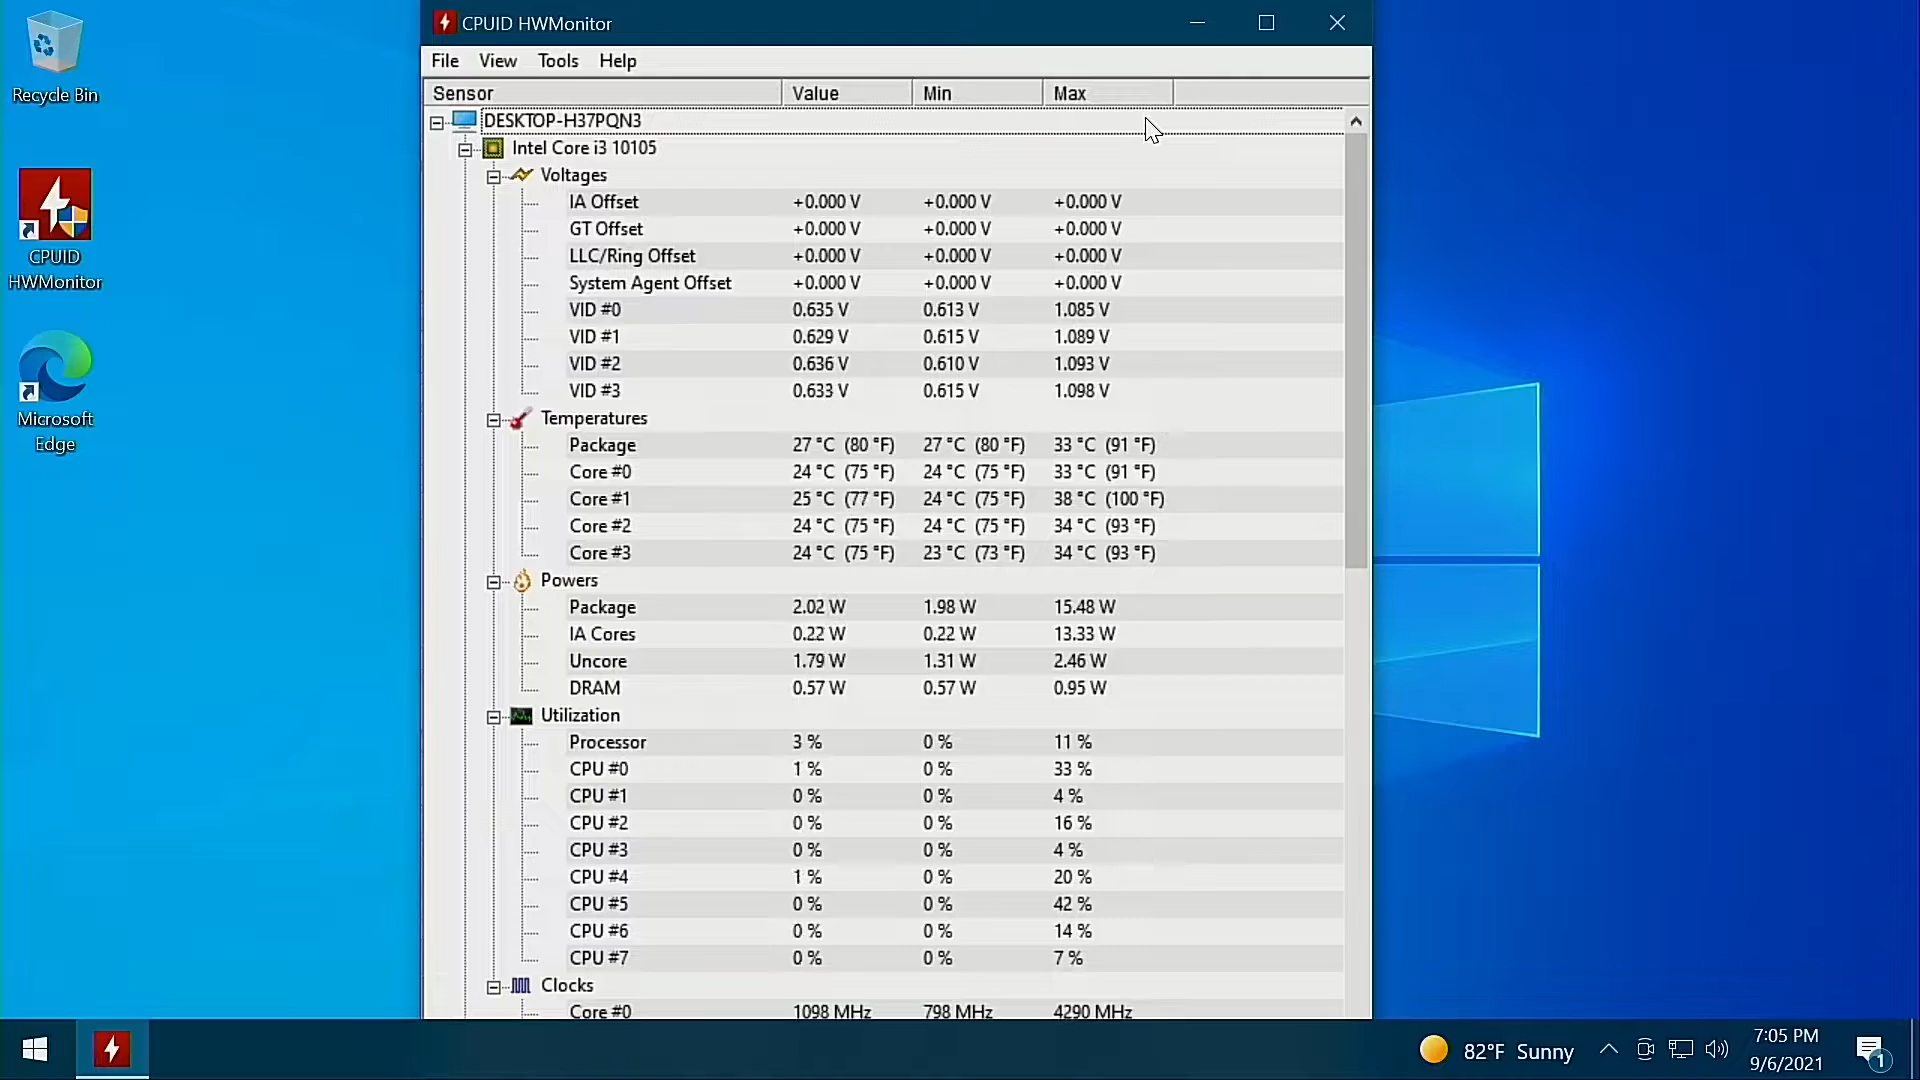 CPUID HWMonitor
File View Tools Help
Sensor Value Min Max
DESKTOP-H37PQN3
Intel Core i3 10105
Voltages
IA Offset +0.000 V +0.000 V +0.000 V
GT Offset +0.000 V +0.000 V +0.000 V
LLC/Ring Offset +0.000 V +0.000 V +0.000 V
System Agent Offset +0.000 V +0.000 V +0.000 V
VID #0 0.635 V 0.613 V 1.085 V
VID #1 0.629 V 0.615 V 1.089 V
VID #2 0.636 V 0.610 V 1.093 V
VID #3 0.633 V 0.615 V 1.098 V
Temperatures
Package 27 °C (80 °F) 27 °C (80 °F) 33 °C (91 °F)
Core #0 24 °C (75 °F) 24 °C (75 °F) 33 °C (91 °F)
Core #1 25 °C (77 °F) 24 °C (75 °F) 38 °C (100 °F)
Core #2 24 °C (75 °F) 24 °C (75 °F) 34 °C (93 °F)
Core #3 24 °C (75 °F) 23 °C (73 °F) 34 °C (93 °F)
Powers
Package 2.02 W 1.98 W 15.48 W
IA Cores 0.22 W 0.22 W 13.33 W
Uncore 1.79 W 1.31 W 2.46 W
DRAM 0.57 W 0.57 W 0.95 W
Utilization
Processor 3 % 0 % 11 %
CPU #0 1 % 0 % 33 %
CPU #1 0 % 0 % 4 %
CPU #2 0 % 0 % 16 %
CPU #3 0 % 0 % 4 %
CPU #4 1 % 0 % 20 %
CPU #5 0 % 0 % 42 %
CPU #6 0 % 0 % 14 %
CPU #7 0 % 0 % 7 %
Clocks
Core #0 1098 MHz 798 MHz 4290 MHz
Recycle Bin
CPUID
HWMonitor
Microsoft
Edge
82°F Sunny
7:05 PM
9/6/2021
1